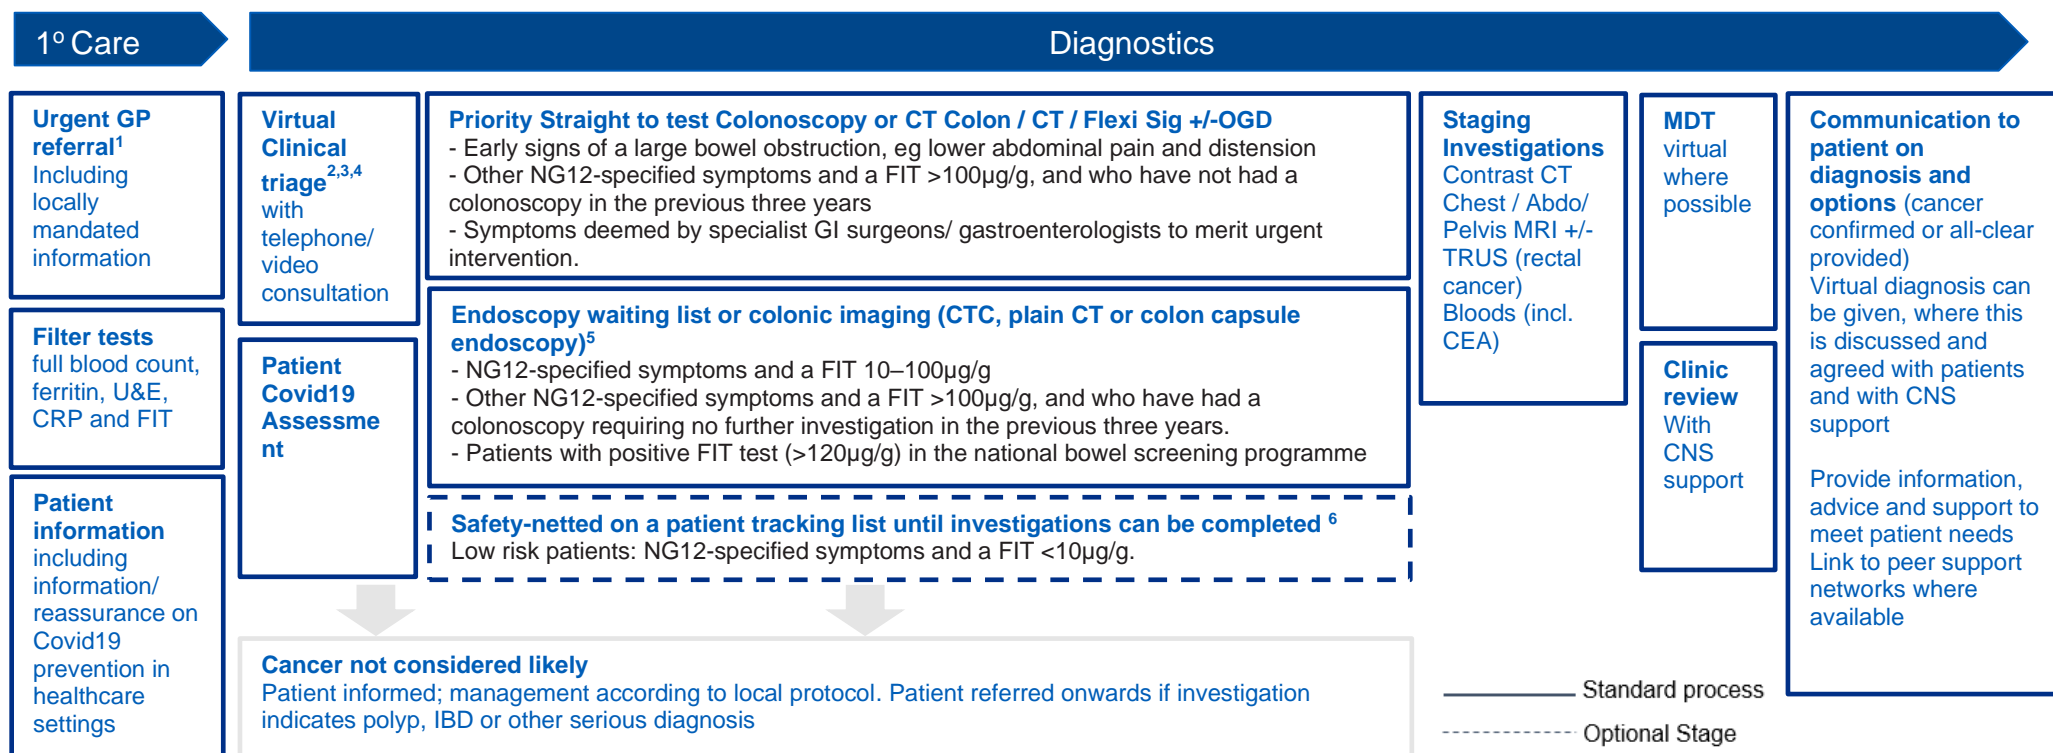 1º Care
Diagnostics
Urgent GP
referral1
Including
locally
mandated
information
Filter tests
full blood count,
ferritin, U&E,
CRP and FIT
Patient
information
including
information/
reassurance on
Covid19
prevention in
healthcare
settings
Virtual
Clinical
triage2,3,4
with
telephone/
video
consultation
Patient
Covid19
Assessme
nt
Priority Straight to test Colonoscopy or CT Colon / CT / Flexi Sig +/-OGD
- Early signs of a large bowel obstruction, eg lower abdominal pain and distension
- Other NG12-specified symptoms and a FIT >100µg/g, and who have not had a
colonoscopy in the previous three years
- Symptoms deemed by specialist GI surgeons/ gastroenterologists to merit urgent
intervention.
Endoscopy waiting list or colonic imaging (CTC, plain CT or colon capsule
endoscopy)5
- NG12-specified symptoms and a FIT 10–100µg/g
- Other NG12-specified symptoms and a FIT >100µg/g, and who have had a
colonoscopy requiring no further investigation in the previous three years.
- Patients with positive FIT test (>120µg/g) in the national bowel screening programme
Safety-netted on a patient tracking list until investigations can be completed 6
Low risk patients: NG12-specified symptoms and a FIT <10µg/g.
Cancer not considered likely
Patient informed; management according to local protocol. Patient referred onwards if investigation
indicates polyp, IBD or other serious diagnosis
Staging
Investigations
Contrast CT
Chest / Abdo/
Pelvis MRI +/-
TRUS (rectal
cancer)
Bloods (incl.
CEA)
MDT
virtual
where
possible
Clinic
review
With
CNS
support
Communication to
patient on
diagnosis and
options (cancer
confirmed or all-clear
provided)
Virtual diagnosis can
be given, where this
is discussed and
agreed with patients
and with CNS
support
Provide information,
advice and support to
meet patient needs
Link to peer support
networks where
available
Standard process
Optional Stage